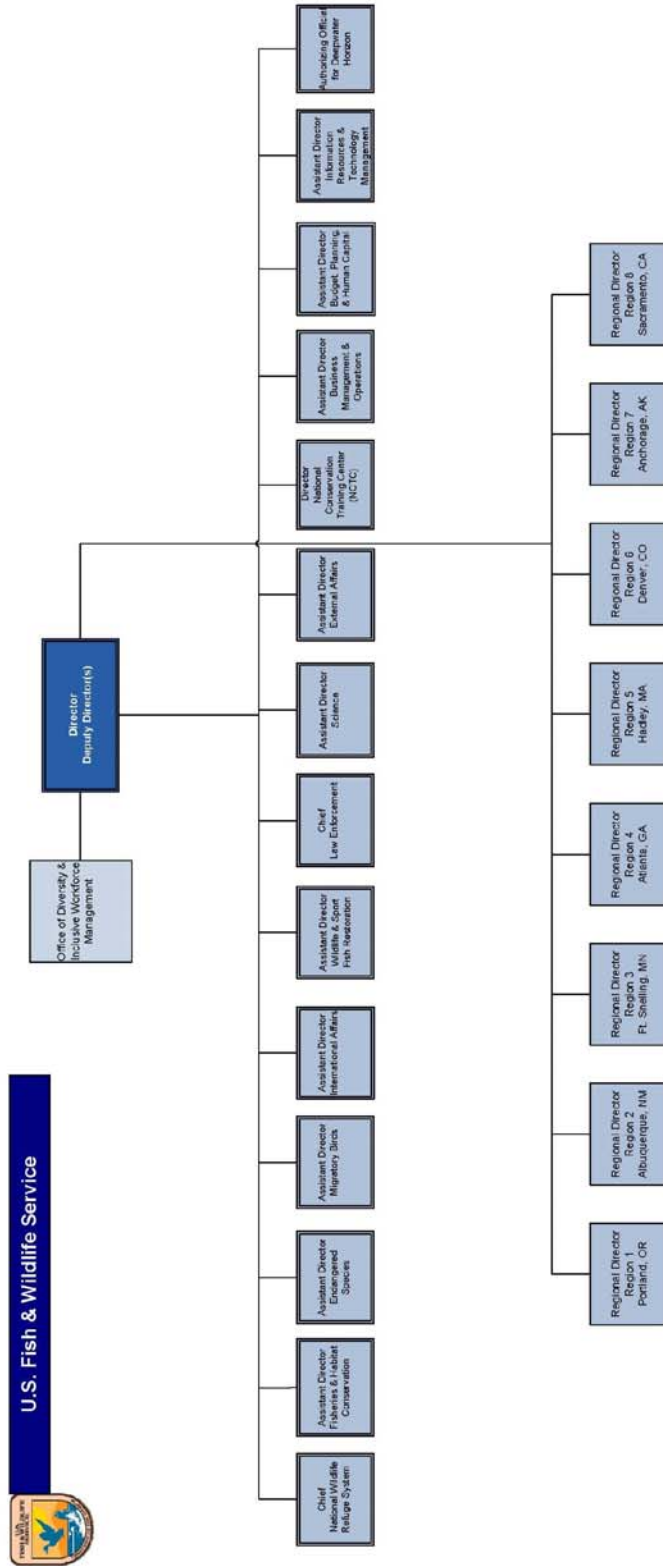 U.S. Fish & Wildlife Service
Office of Diversity &
Inclusive Workforce
Management
Director
Deputy Director(s)
Chief
National Wildlife
Refuge System
Assistant Director
Fisheries & Habitat
Conservation
Assistant Director
Endangered
Species
Assistant Director
Migratory Birds
Assistant Director
International Affairs
Assistant Director
Wildlife & Sport
Fish Restoration
Chief
Law Enforcement
Assistant Director
Science
Assistant Director
External Affairs
Director
National
Conservation
Training Center
(NCTC)
Assistant Director
Business
Management &
Operations
Assistant Director
Budget, Planning,
& Human Capital
Assistant Director
Information
Resources &
Technology
Management
Authorizing Official
for Deepwater
Horizon
Regional Director
Region 1
Portland, OR
Regional Director
Region 2
Albuquerque, NM
Regional Director
Region 3
Ft. Snelling, MN
Regional Director
Region 4
Atlanta, GA
Regional Director
Region 5
Hadley, MA
Regional Director
Region 6
Denver, CO
Regional Director
Region 7
Anchorage, AK
Regional Director
Region 8
Sacramento, CA